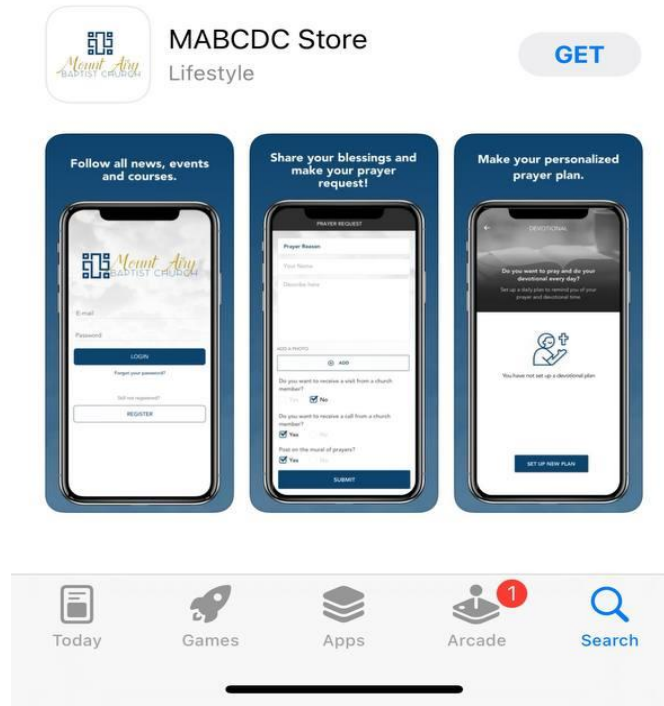 Mount Airy
BAPTIST CHURCH
MABCDC Store
Lifestyle
GET
Follow all news, events
and courses.
Mount Airy
BAPTIST CHURCH
E-mail
Password
LOGIN
Forgot your password?
Still not registered?
REGISTER
Share your blessings and
make your prayer
request!
PRAYER REQUEST
Prayer Reason
Your Name
Describe here
ADD A PHOTO
ADD
Do you want to receive a visit from a church
member?
Yes No
Do you want to receive a call from a church
member?
Yes No
Post on the mural of prayers?
Yes No
SUBMIT
Make your personalized
prayer plan.
DEVOTIONAL
Do you want to pray and do your
devotional every day?
Set up a daily plan to remind you of your
prayer and devotional time
You have not set up a devotional plan
SET UP NEW PLAN
1
Today Games Apps Arcade Search